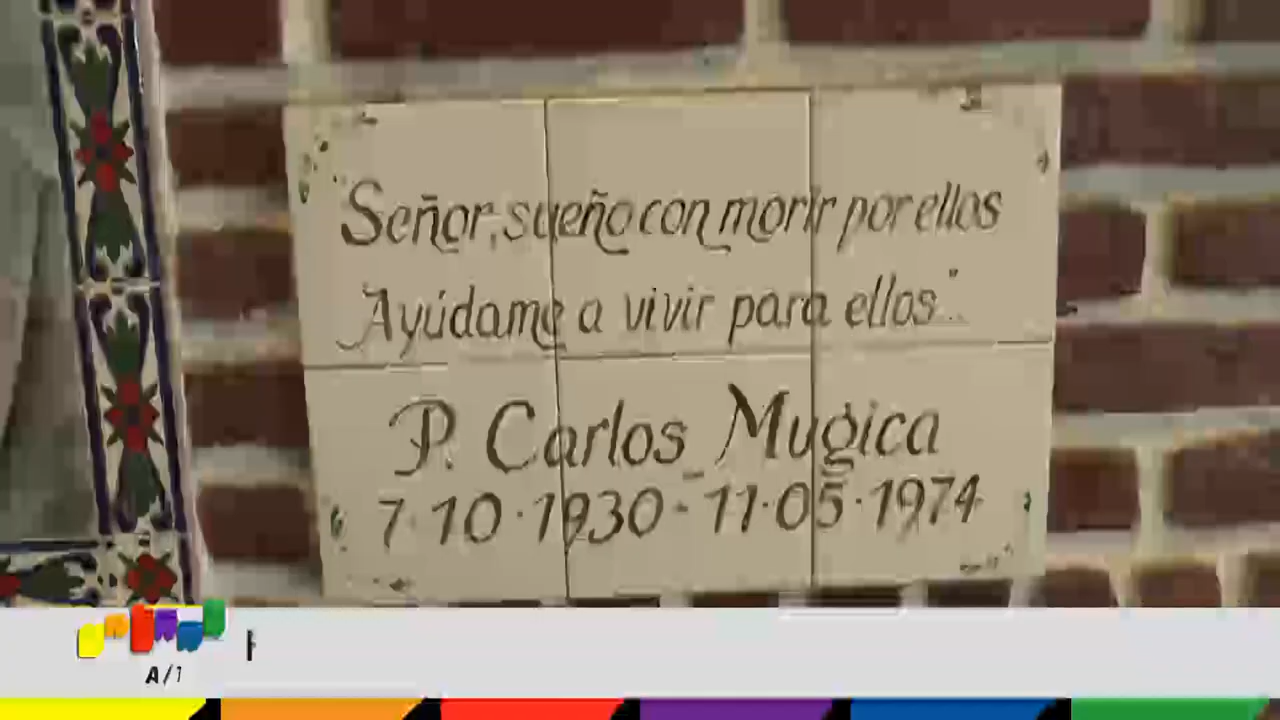 Señor, sueño con morir por ellos
"Ayúdame a vivir para ellos".
P. Carlos Mugica
7·10·1930 - 11·05·1974
A/1